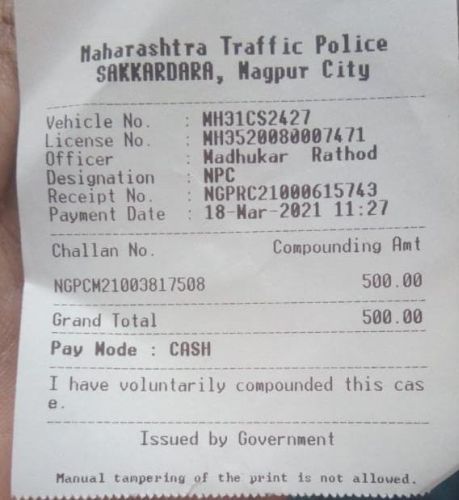 Maharashtra Traffic Police
SAKKARDARA, Nagpur City
Vehicle No. : MH31CS2427
License No. : MH3520080007471
Officer : Madhukar Rathod
Designation : NPC
Receipt No. : NGPRC21000615743
Payment Date : 18-Mar-2021 11:27
Challan No. Compounding Amt
NGPCM21003817508 500.00
Grand Total 500.00
Pay Mode : CASH
I have voluntarily compounded this cas
e.
Issued by Government
Manual tampering of the print is not allowed.